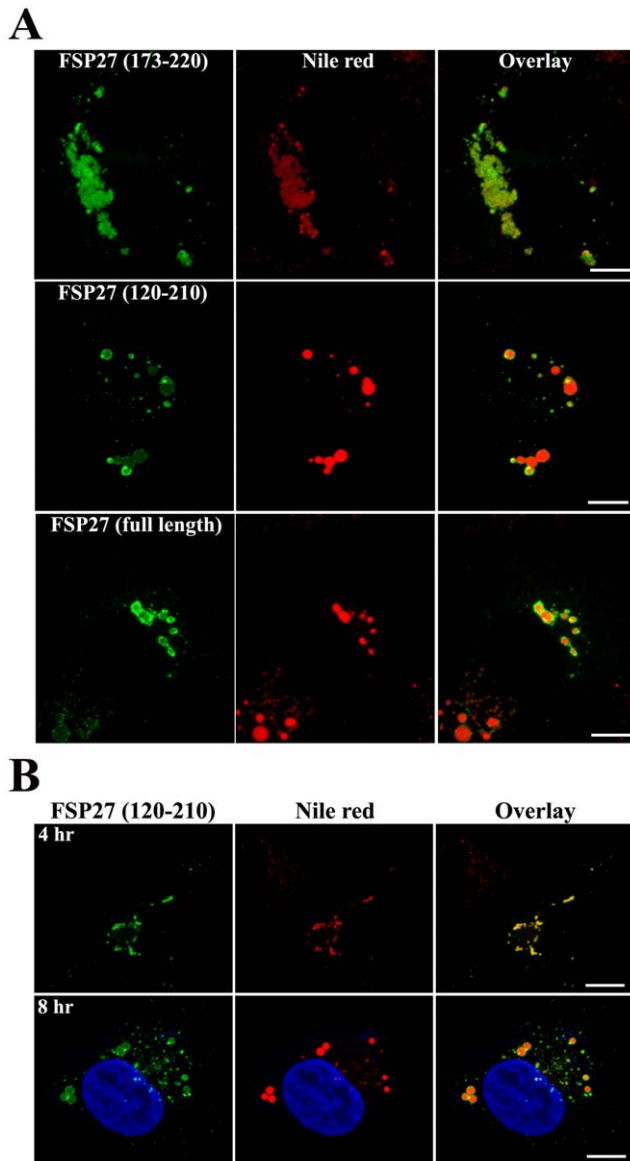 A
FSP27 (173-220) Nile red Overlay
FSP27 (120-210)
FSP27 (full length)
B
FSP27 (120-210) Nile red Overlay
4 hr
8 hr